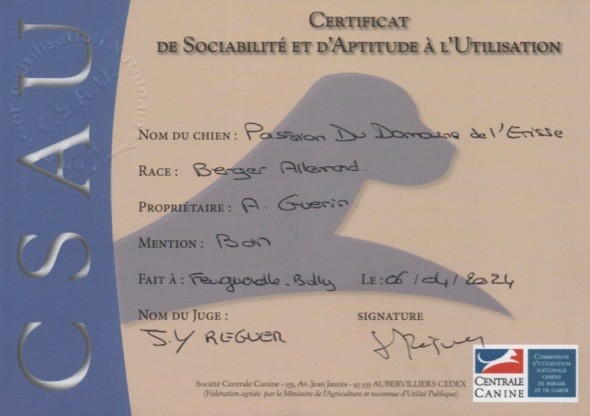 CERTIFICAT
DE SOCIABILITÉ ET D'APTITUDE À L'UTILISATION
CSAU
NOM DU CHIEN : Passion Du Domaine de l'Erisse
RACE : Berger Allemand.
PROPRIÉTAIRE : A. Guerin.
MENTION : Bon
FAIT À : LE : 06/04/2024
NOM DU JUGE : SIGNATURE
J.Y REGUER
Société Centrale Canine - 155, Av. Jean Jaurès - 93 535 AUBERVILLIERS CEDEX
(Fédération agréée par le Ministère de l'Agriculture et reconnue d'Utilité Publique)
CENTRALE
CANINE
COMMISSION
D'UTILISATION
NATIONALE
CHIENS
DE BERGER
ET DE GARDE